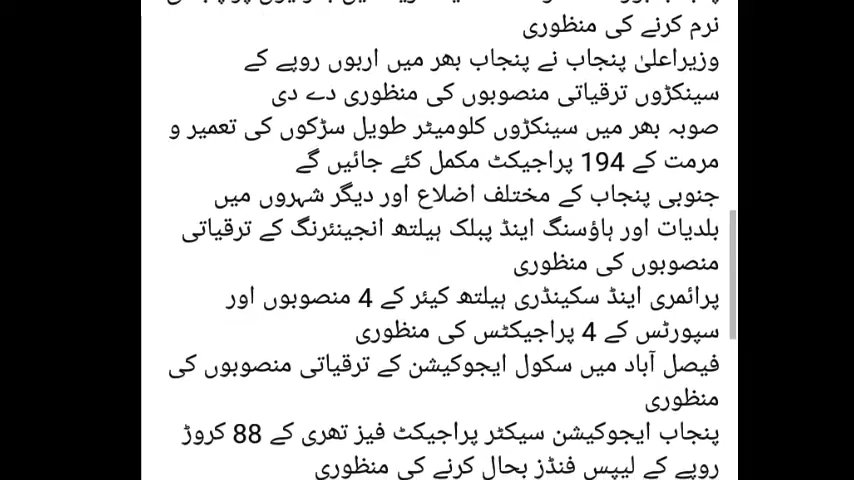 نرم کرنے کی منظوری
وزیراعلیٰ پنجاب نے پنجاب بھر میں اربوں روپے کے
سینکڑوں ترقیاتی منصوبوں کی منظوری دے دی
صوبہ بھر میں سینکڑوں کلومیٹر طویل سڑکوں کی تعمیر و
مرمت کے 194 پراجیکٹ مکمل کئے جائیں گے
جنوبی پنجاب کے مختلف اضلاع اور دیگر شہروں میں
بلدیات اور ہاؤسنگ اینڈ پبلک ہیلتھ انجینئرنگ کے ترقیاتی
منصوبوں کی منظوری
پرائمری اینڈ سکینڈری ہیلتھ کیئر کے 4 منصوبوں اور
سپورٹس کے 4 پراجیکٹس کی منظوری
فیصل آباد میں سکول ایجوکیشن کے ترقیاتی منصوبوں کی
منظوری
پنجاب ایجوکیشن سیکٹر پراجیکٹ فیز تھری کے 88 کروڑ
روپے کے لیپس فنڈز بحال کرنے کی منظوری